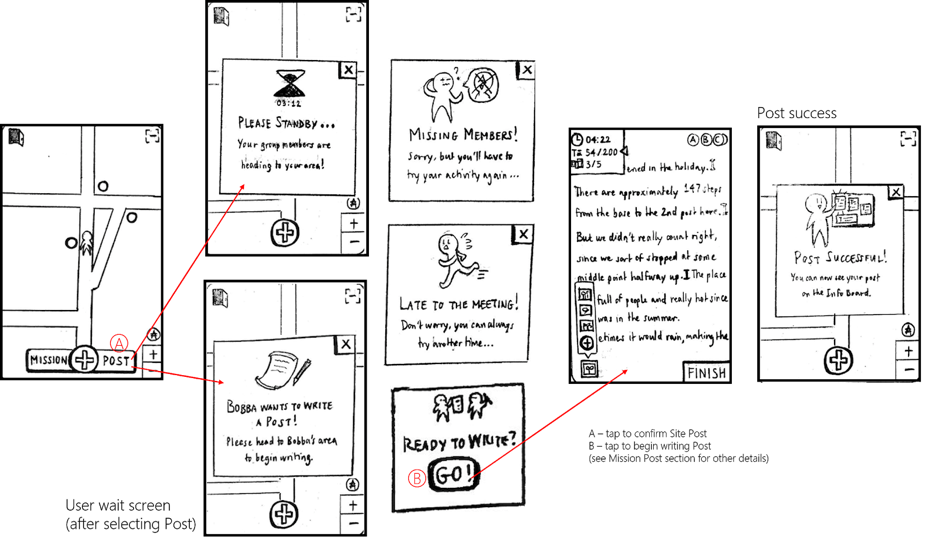 MISSION
POST
A
+
−
User wait screen
(after selecting Post)
X
03:12
PLEASE STANDBY...
Your group members are
heading to your area!
+
−
X
BOBBA WANTS TO WRITE
A POST!
Please head to Bobba's area
to begin writing.
+
−
X
?
MISSING MEMBERS!
Sorry, but you'll have to
try your activity again...
X
LATE TO THE MEETING!
Don't worry, you can always
try another time...
READY TO WRITE?
B
GO!
04:22
54/200
3/5
A B C
ened in the holiday.
There are approximately 147 steps
from the base to the 2nd post here.
But we didn't really count right,
since we sort of stopped at some
middle point halfway up. The place
full of people and really hot since
was in the summer.
etimes it would rain, making the
FINISH
A – tap to confirm Site Post
B – tap to begin writing Post
(see Mission Post section for other details)
Post success
X
POST SUCCESSFUL!
You can now see your post
on the Info Board.
+
−